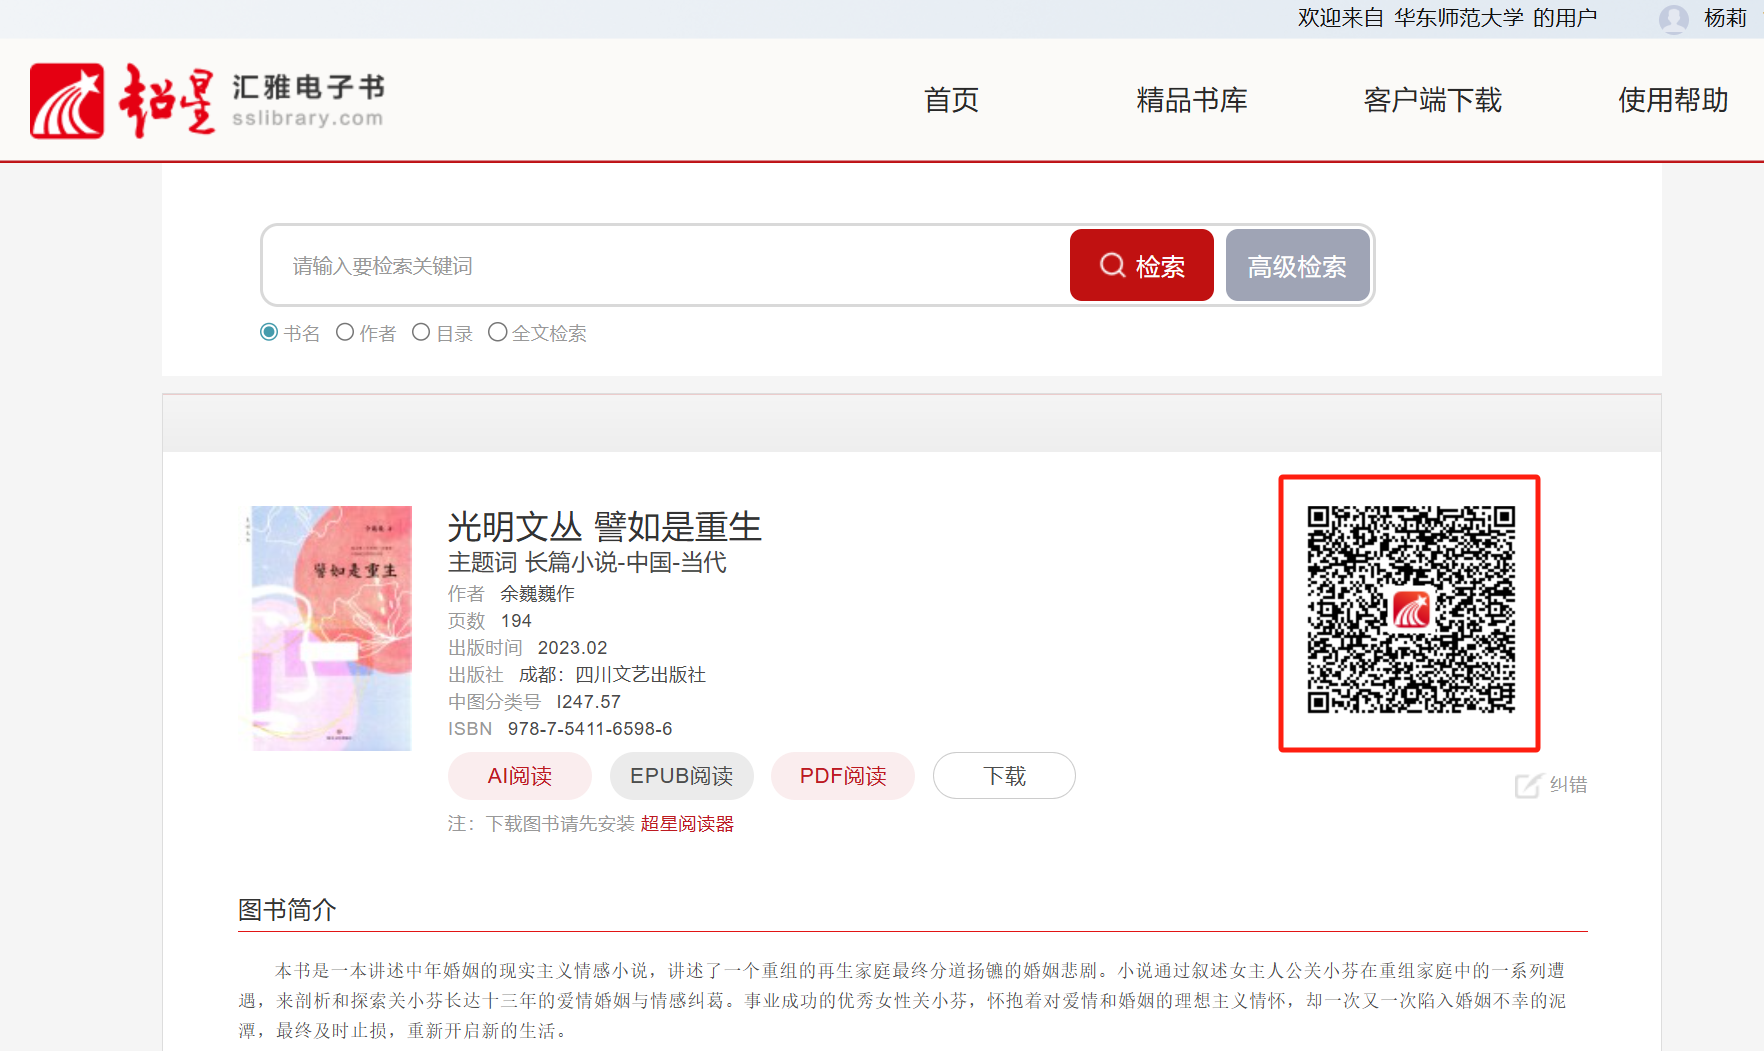 欢迎来自 华东师范大学 的用户 杨莉
超星 汇雅电子书
sslibrary.com
首页 精品书库 客户端下载 使用帮助
请输入要检索关键词 检索 高级检索
书名 作者 目录 全文检索
光明文丛 譬如是重生
主题词 长篇小说-中国-当代
作者 余巍巍作
页数 194
出版时间 2023.02
出版社 成都：四川文艺出版社
中图分类号 I247.57
ISBN 978-7-5411-6598-6
譬如是重生
AI阅读 EPUB阅读 PDF阅读 下载
纠错
注：下载图书请先安装 超星阅读器
图书简介
本书是一本讲述中年婚姻的现实主义情感小说，讲述了一个重组的再生家庭最终分道扬镳的婚姻悲剧。小说通过叙述女主人公关小芬在重组家庭中的一系列遭
遇，来剖析和探索关小芬长达十三年的爱情婚姻与情感纠葛。事业成功的优秀女性关小芬，怀抱着对爱情和婚姻的理想主义情怀，却一次又一次陷入婚姻不幸的泥
潭，最终及时止损，重新开启新的生活。